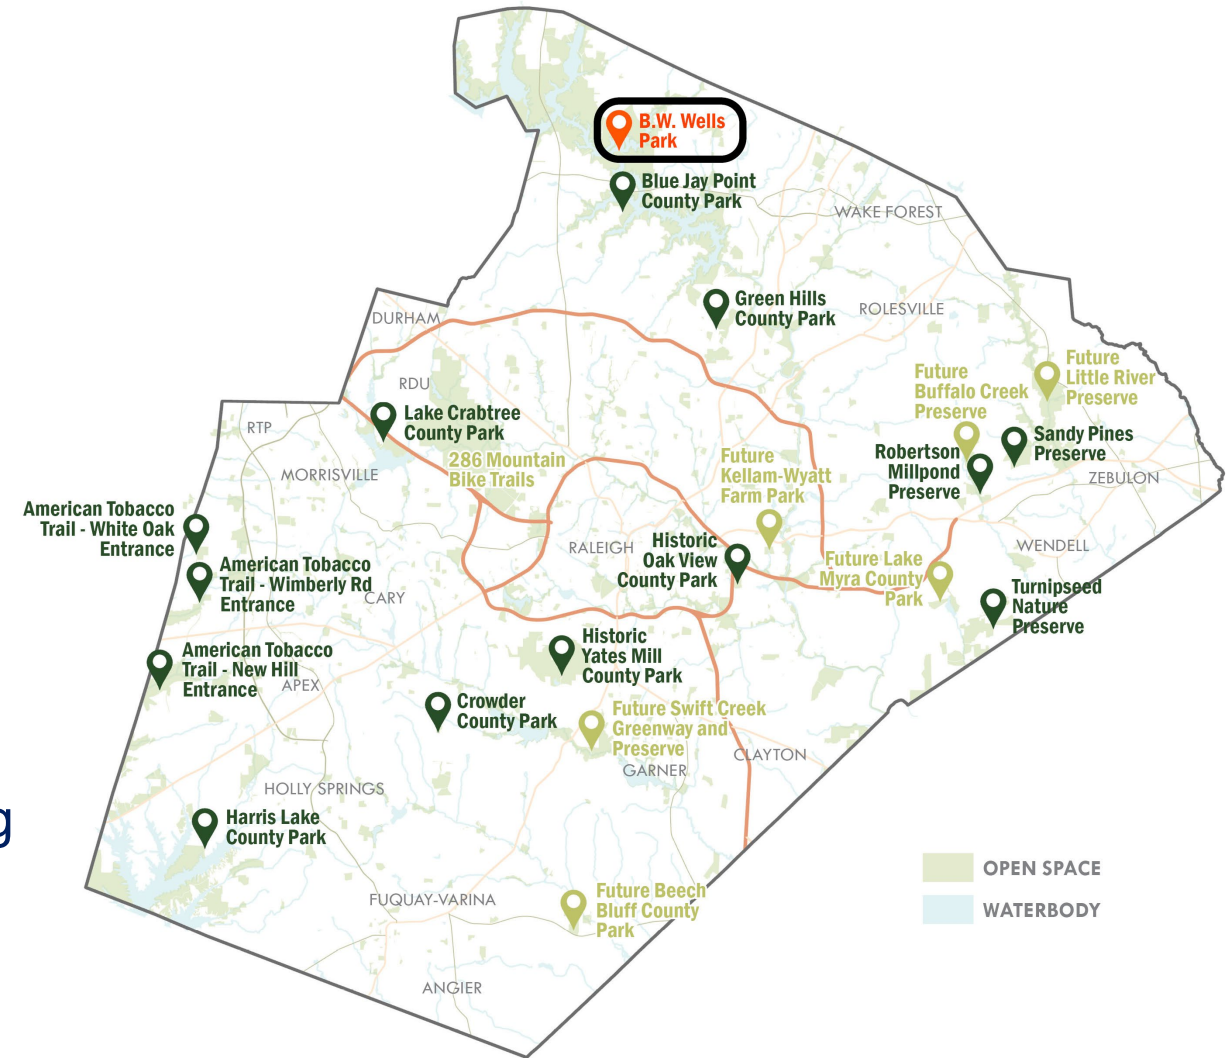 B.W. Wells
Park
Blue Jay Point
County Park
WAKE FOREST
Green Hills
County Park
ROLESVILLE
DURHAM
RDU
Future
Little River
Preserve
Future
Buffalo Creek
Preserve
Lake Crabtree
County Park
RTP
Sandy Pines
Preserve
Robertson
Millpond
Preserve
ZEBULON
MORRISVILLE
286 Mountain
Bike Trails
Future
Kellam-Wyatt
Farm Park
American Tobacco
Trail - White Oak
Entrance
RALEIGH
Historic
Oak View
County Park
WENDELL
Future Lake
Myra County
Park
American Tobacco
Trail - Wimberly Rd
Entrance
CARY
Turnipseed
Nature
Preserve
Historic
Yates Mill
County Park
American Tobacco
Trail - New Hill
Entrance
APEX
Crowder
County Park
Future Swift Creek
Greenway and
Preserve
CLAYTON
GARNER
HOLLY SPRINGS
Harris Lake
County Park
g
OPEN SPACE
WATERBODY
FUQUAY-VARINA
Future Beech
Bluff County
Park
ANGIER